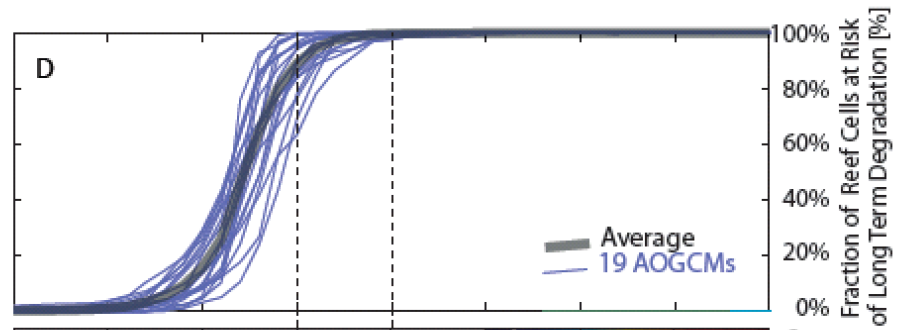 D
100%
80%
60%
40%
20%
0%
Fraction of Reef Cells at Risk
of Long Term Degradation [%]
Average
19 AOGCMs